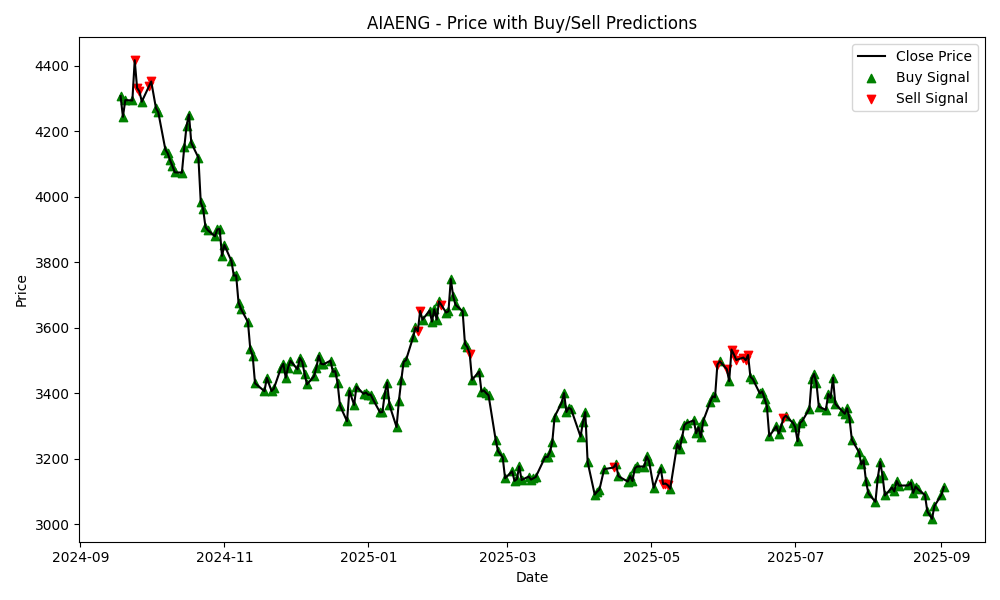 AIAENG - Price with Buy/Sell Predictions
Close Price
Buy Signal
Sell Signal
4400
4200
4000
3800
3600
3400
3200
3000
Price
2024-09
2024-11
2025-01
2025-03
2025-05
2025-07
2025-09
Date